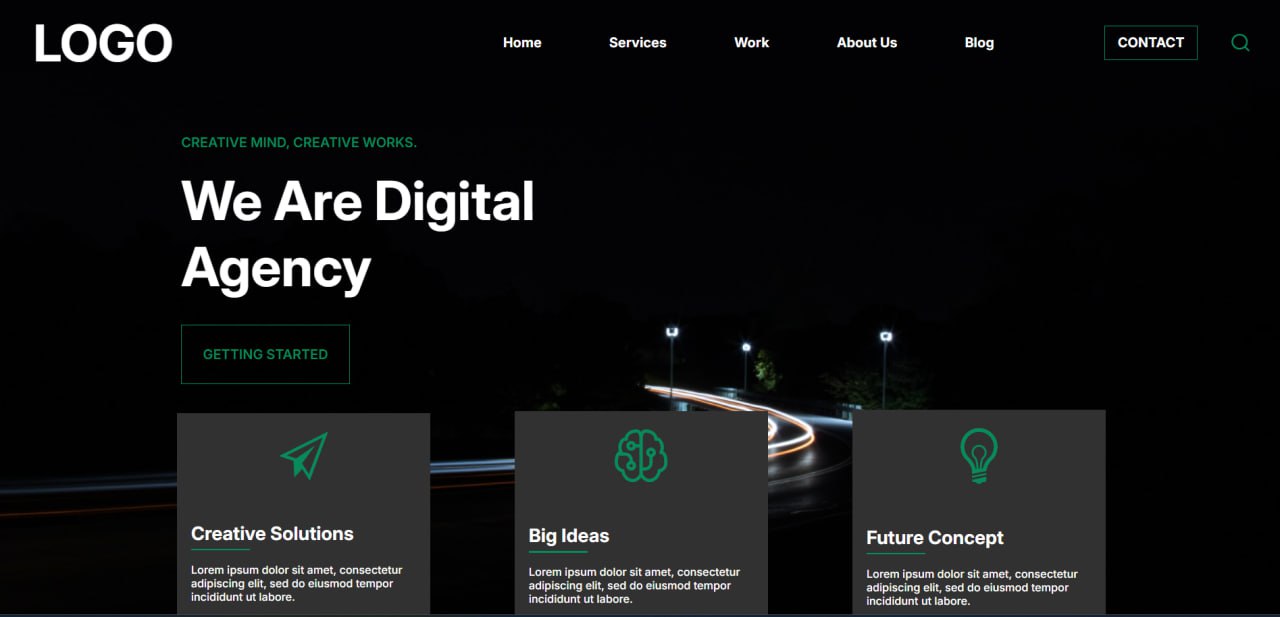 LOGO
Home
Services
Work
About Us
Blog
CONTACT
CREATIVE MIND, CREATIVE WORKS.
We Are Digital
Agency
GETTING STARTED
Creative Solutions
Lorem ipsum dolor sit amet, consectetur
adipiscing elit, sed do eiusmod tempor
incididunt ut labore.
Big Ideas
Lorem ipsum dolor sit amet, consectetur
adipiscing elit, sed do eiusmod tempor
incididunt ut labore.
Future Concept
Lorem ipsum dolor sit amet, consectetur
adipiscing elit, sed do eiusmod tempor
incididunt ut labore.